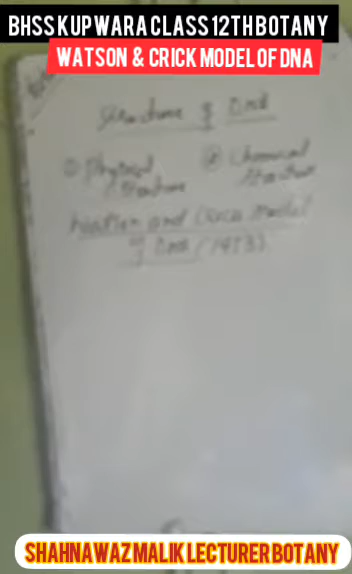 BHSS KUPWARA CLASS 12TH BOTANY
WATSON & CRICK MODEL OF DNA
Structure of DNA
① Physical Structure
② Chemical Structure
Watson and Crick Model
of DNA (1953)
SHAHNAWAZ MALIK LECTURER BOTANY